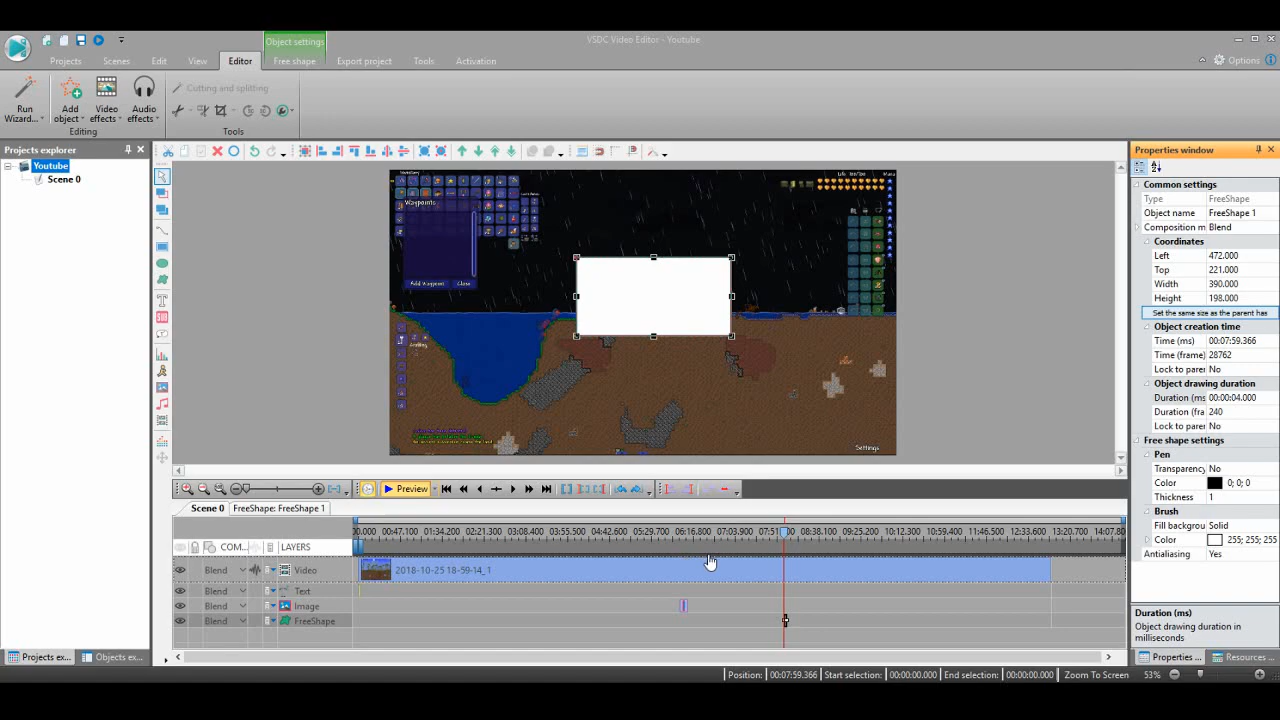 VSDC Video Editor - Youtube
Object settings
Projects Scenes Edit View Editor Free shape Export project Tools Activation Options
Run Wizard...
Add object
Video effects
Audio effects
Cutting and splitting
Editing
Tools
Projects explorer
Youtube
Scene 0
Waypoints
Add Waypoint Close
Settings
Properties window
Common settings
Type FreeShape
Object name FreeShape 1
Composition m Blend
Coordinates
Left 472.000
Top 221.000
Width 390.000
Height 198.000
Set the same size as the parent has
Object creation time
Time (ms) 00:07:59.366
Time (frame) 28762
Lock to parei No
Object drawing duration
Duration (ms 00:00:04.000
Duration (fra 240
Lock to parei No
Free shape settings
Pen
Transparency No
Color 0; 0; 0
Thickness 1
Brush
Fill backgrou Solid
Color 255; 255; 255
Antialiasing Yes
Preview
Scene 0 FreeShape: FreeShape 1
00.000 00:47.100 01:34.200 02:21.300 03:08.400 03:55.500 04:42.600 05:29.700 06:16.800 07:03.900 07:51 00 08:38.100 09:25.200 10:12.300 10:59.400 11:46.500 12:33.600 13:20.700 14:07.80
COM... LAYERS
Blend Video 2018-10-25 18-59-14_1
Blend Text
Blend Image
Blend FreeShape
Duration (ms)
Object drawing duration in milliseconds
Projects ex... Objects ex...
Properties ... Resources ...
Position: 00:07:59.366 Start selection: 00:00:00.000 End selection: 00:00:00.000 Zoom To Screen 53%